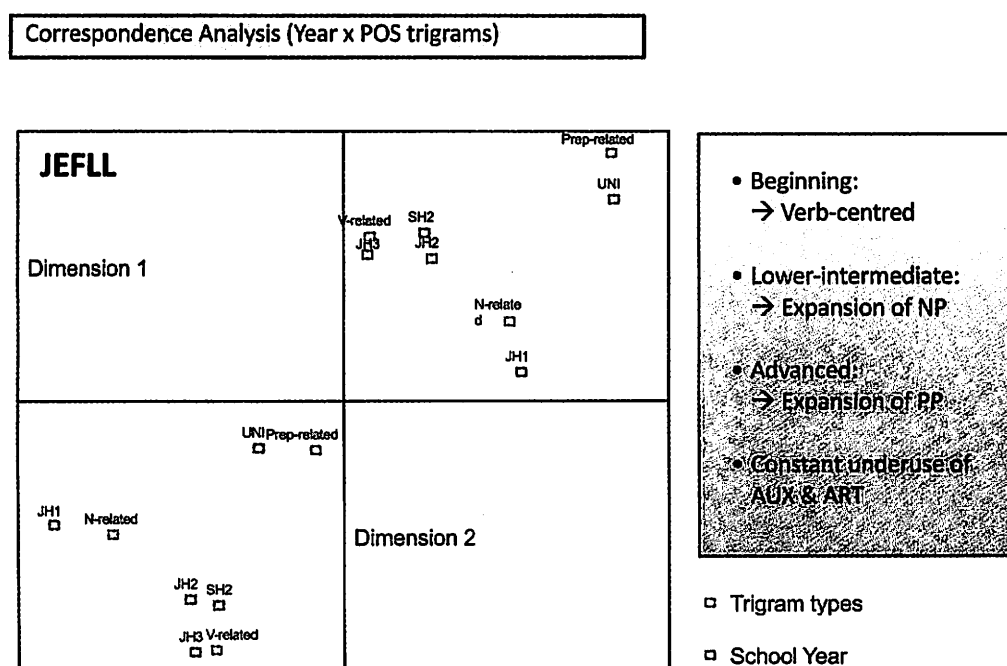 Correspondence Analysis (Year x POS trigrams)
JEFLL
Dimension 1
Prep-related
UNI
V-related
SH2
JH3
JH2
N-relate
d
JH1
UNI
Prep-related
JH1
N-related
JH2
SH2
JH3
V-related
Dimension 2
• Beginning:
→ Verb-centred
• Lower-intermediate:
→ Expansion of NP
• Advanced:
→ Expansion of PP
• Constant underuse of
AUX & ART
Trigram types
School Year